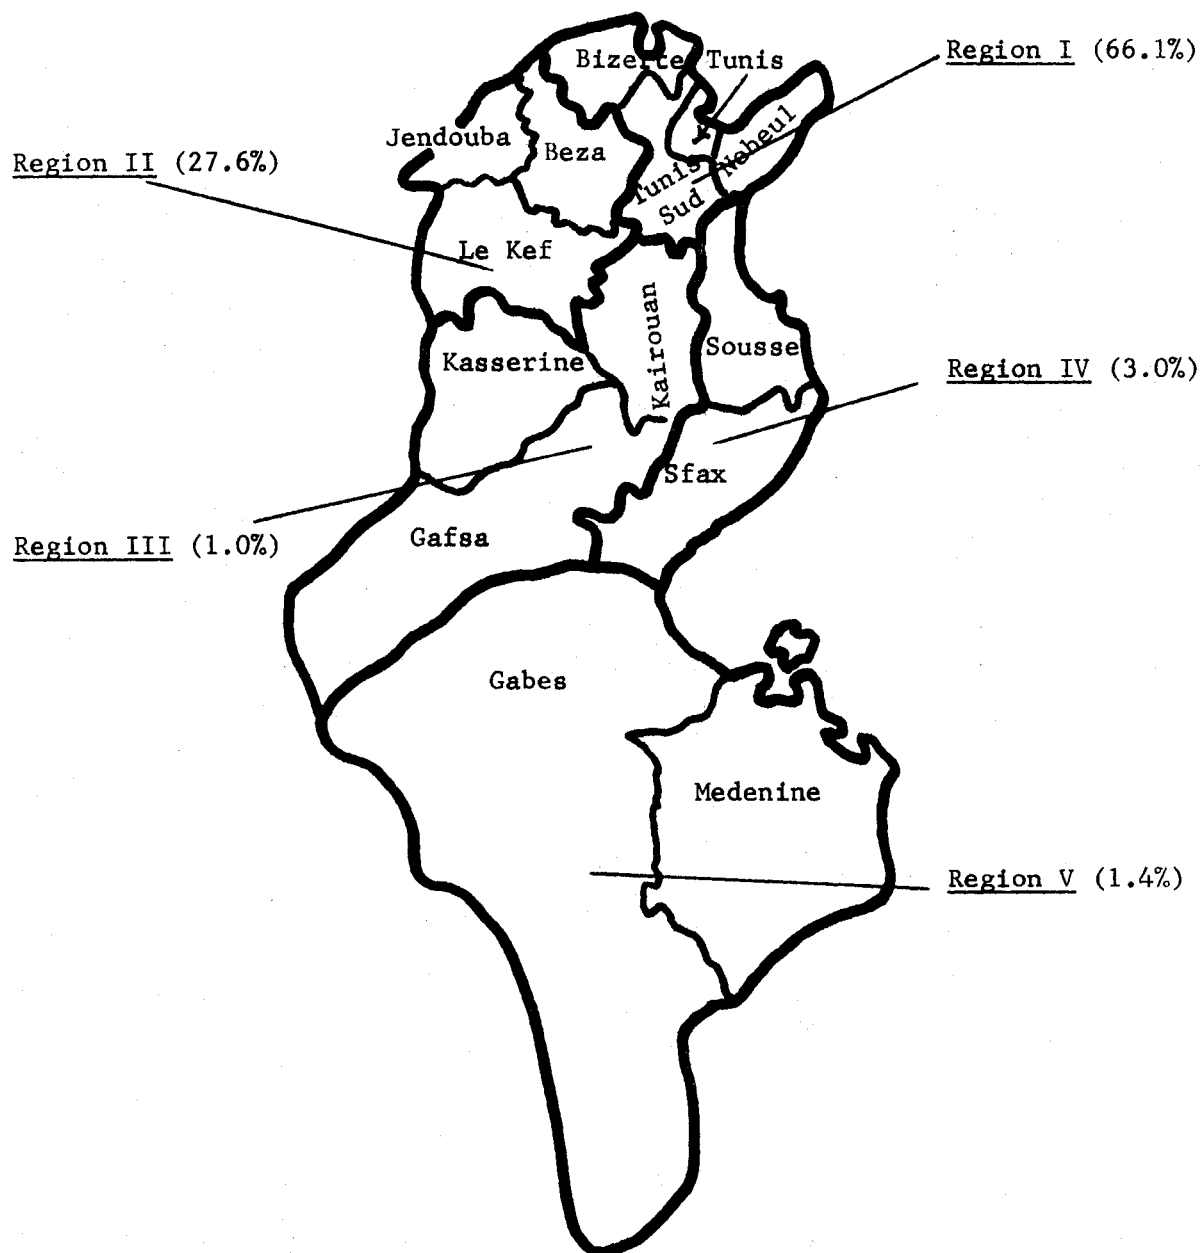 Bizerte Tunis
Region I (66.1%)
Jendouba
Beza
Neheul
Region II (27.6%)
Tunis
Sud
Le Kef
Kairouan
Sousse
Kasserine
Region IV (3.0%)
Sfax
Gafsa
Region III (1.0%)
Gabes
Medenine
Region V (1.4%)